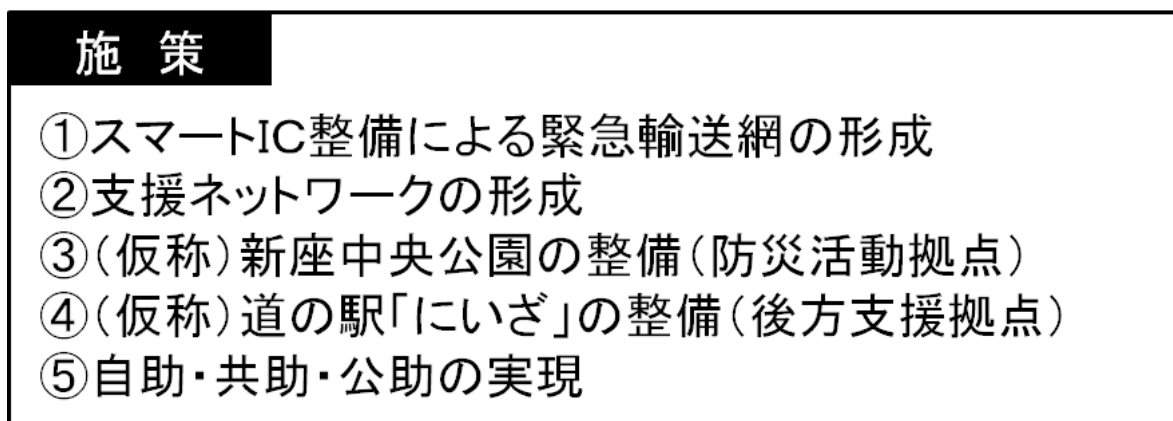 施 策
①スマートIC整備による緊急輸送網の形成
②支援ネットワークの形成
③(仮称)新座中央公園の整備(防災活動拠点)
④(仮称)道の駅「にいざ」の整備(後方支援拠点)
⑤自助・共助・公助の実現